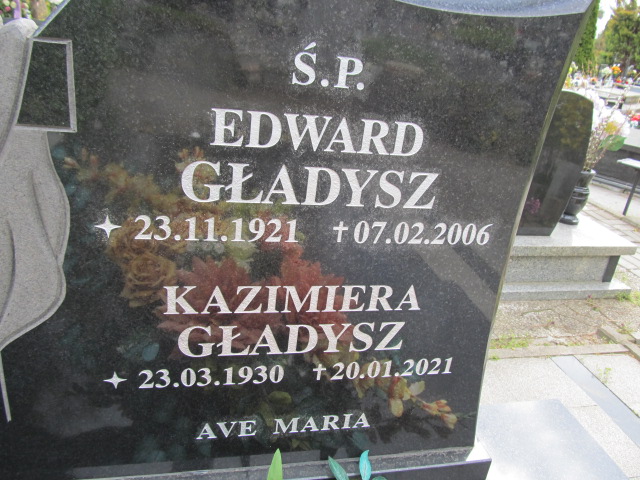 Ś.P.
EDWARD
GŁADYSZ
23.11.1921 †07.02.2006
KAZIMIERA
GŁADYSZ
23.03.1930 †20.01.2021
AVE MARIA